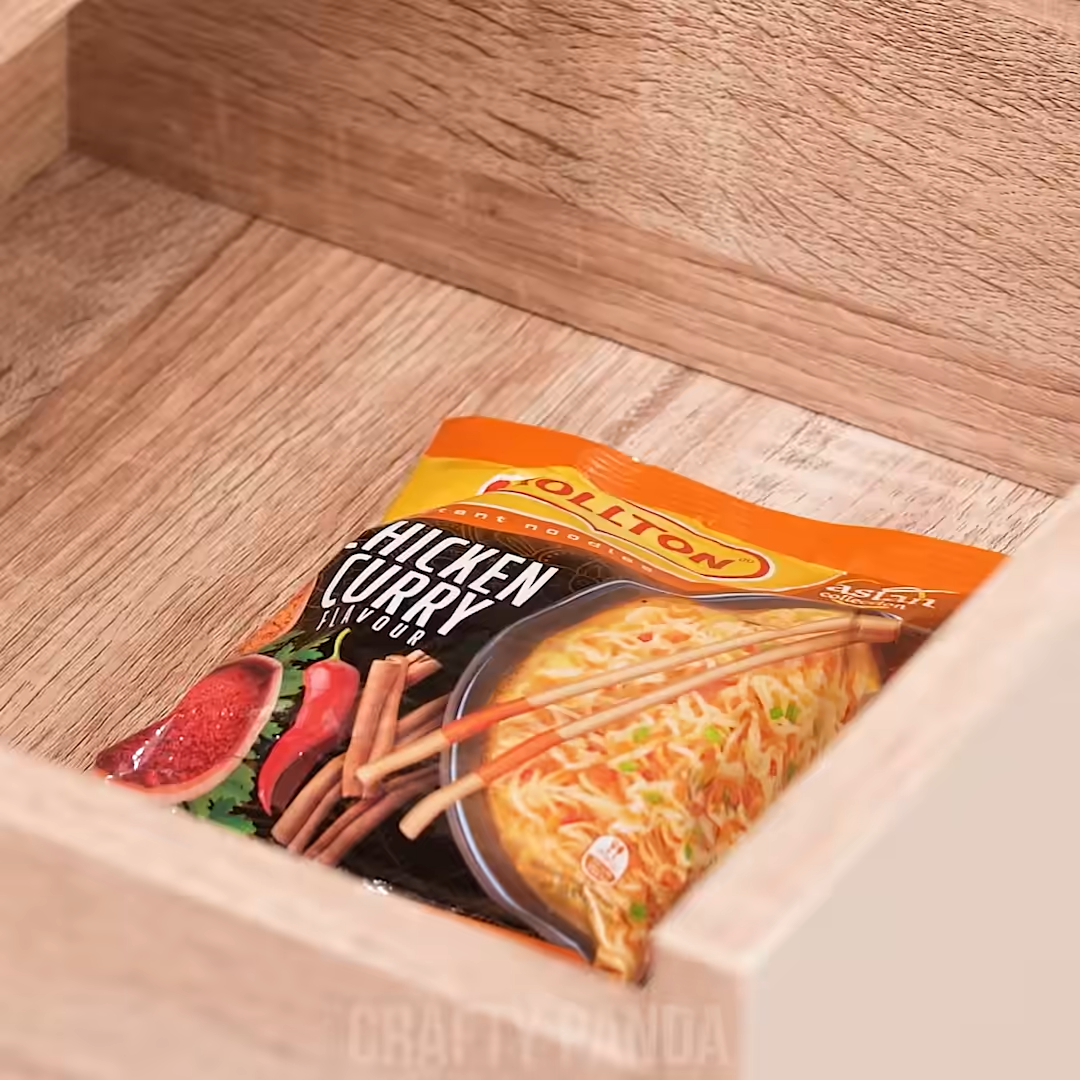 ROLLTON
instant noodles
asian
collection
CHICKEN
CURRY
FLAVOUR
CRAFTY PANDA